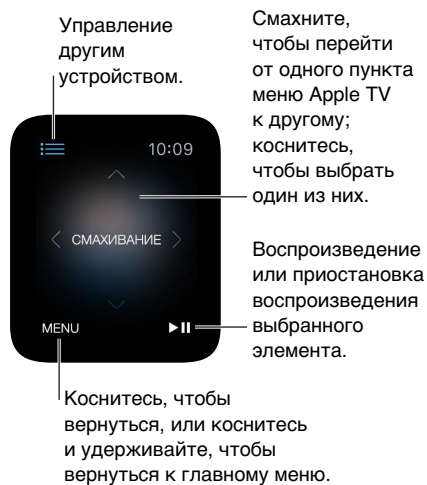 Управление
другим
устройством.
Смахните,
чтобы перейти
от одного пункта
меню Apple TV
к другому;
коснитесь,
чтобы выбрать
один из них.
10:09
СМАХИВАНИЕ
MENU
Воспроизведение
или приостановка
воспроизведения
выбранного
элемента.
Коснитесь, чтобы
вернуться, или коснитесь
и удерживайте, чтобы
вернуться к главному меню.